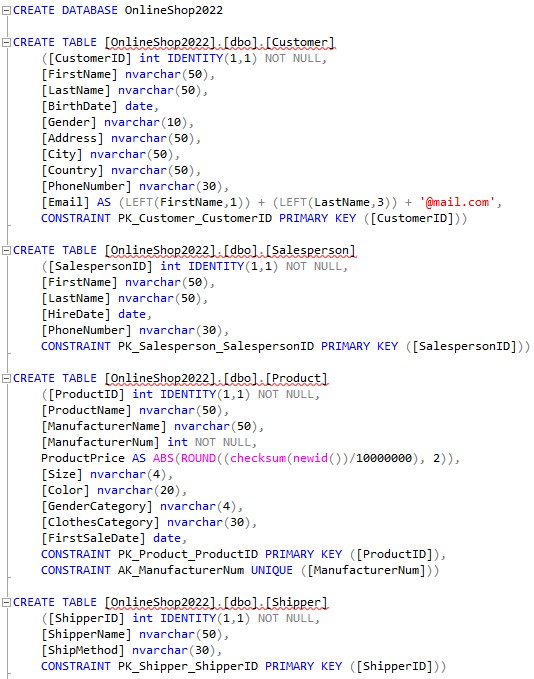 CREATE DATABASE OnlineShop2022
CREATE TABLE [OnlineShop2022].[dbo].[Customer]
([CustomerID] int IDENTITY(1,1) NOT NULL,
[FirstName] nvarchar(50),
[LastName] nvarchar(50),
[BirthDate] date,
[Gender] nvarchar(10),
[Address] nvarchar(50),
[City] nvarchar(50),
[Country] nvarchar(50),
[PhoneNumber] nvarchar(30),
[Email] AS (LEFT(FirstName,1)) + (LEFT(LastName,3)) + '@mail.com',
CONSTRAINT PK_Customer_CustomerID PRIMARY KEY ([CustomerID]))
CREATE TABLE [OnlineShop2022].[dbo].[Salesperson]
([SalespersonID] int IDENTITY(1,1) NOT NULL,
[FirstName] nvarchar(50),
[LastName] nvarchar(50),
[HireDate] date,
[PhoneNumber] nvarchar(30),
CONSTRAINT PK_Salesperson_SalespersonID PRIMARY KEY ([SalespersonID]))
CREATE TABLE [OnlineShop2022].[dbo].[Product]
([ProductID] int IDENTITY(1,1) NOT NULL,
[ProductName] nvarchar(50),
[ManufacturerName] nvarchar(50),
[ManufacturerNum] int NOT NULL,
ProductPrice AS ABS(ROUND((checksum(newid())/10000000), 2)),
[Size] nvarchar(4),
[Color] nvarchar(20),
[GenderCategory] nvarchar(4),
[ClothesCategory] nvarchar(30),
[FirstSaleDate] date,
CONSTRAINT PK_Product_ProductID PRIMARY KEY ([ProductID]),
CONSTRAINT AK_ManufacturerNum UNIQUE ([ManufacturerNum]))
CREATE TABLE [OnlineShop2022].[dbo].[Shipper]
([ShipperID] int IDENTITY(1,1) NOT NULL,
[ShipperName] nvarchar(50),
[ShipMethod] nvarchar(30),
CONSTRAINT PK_Shipper_ShipperID PRIMARY KEY ([ShipperID]))